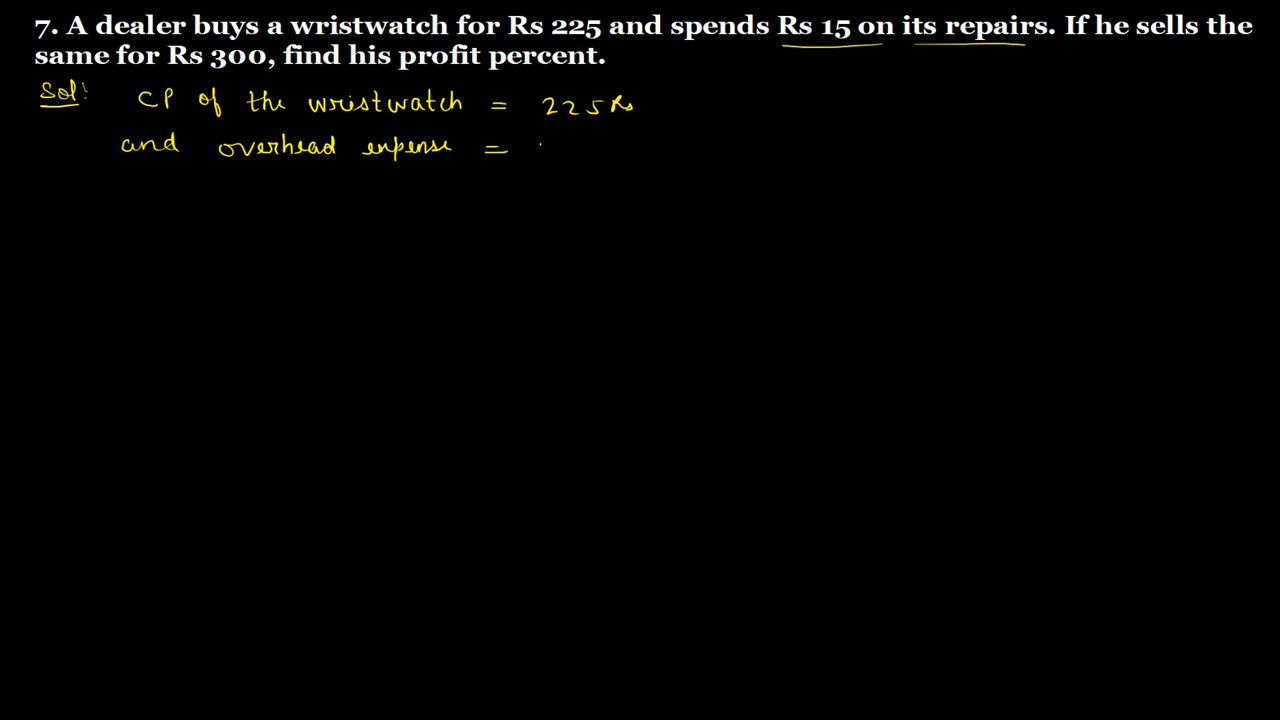 7. A dealer buys a wristwatch for Rs 225 and spends Rs 15 on its repairs. If he sells the
same for Rs 300, find his profit percent.
Sol:
CP of the wristwatch = 225 Rs
and overhead expense =